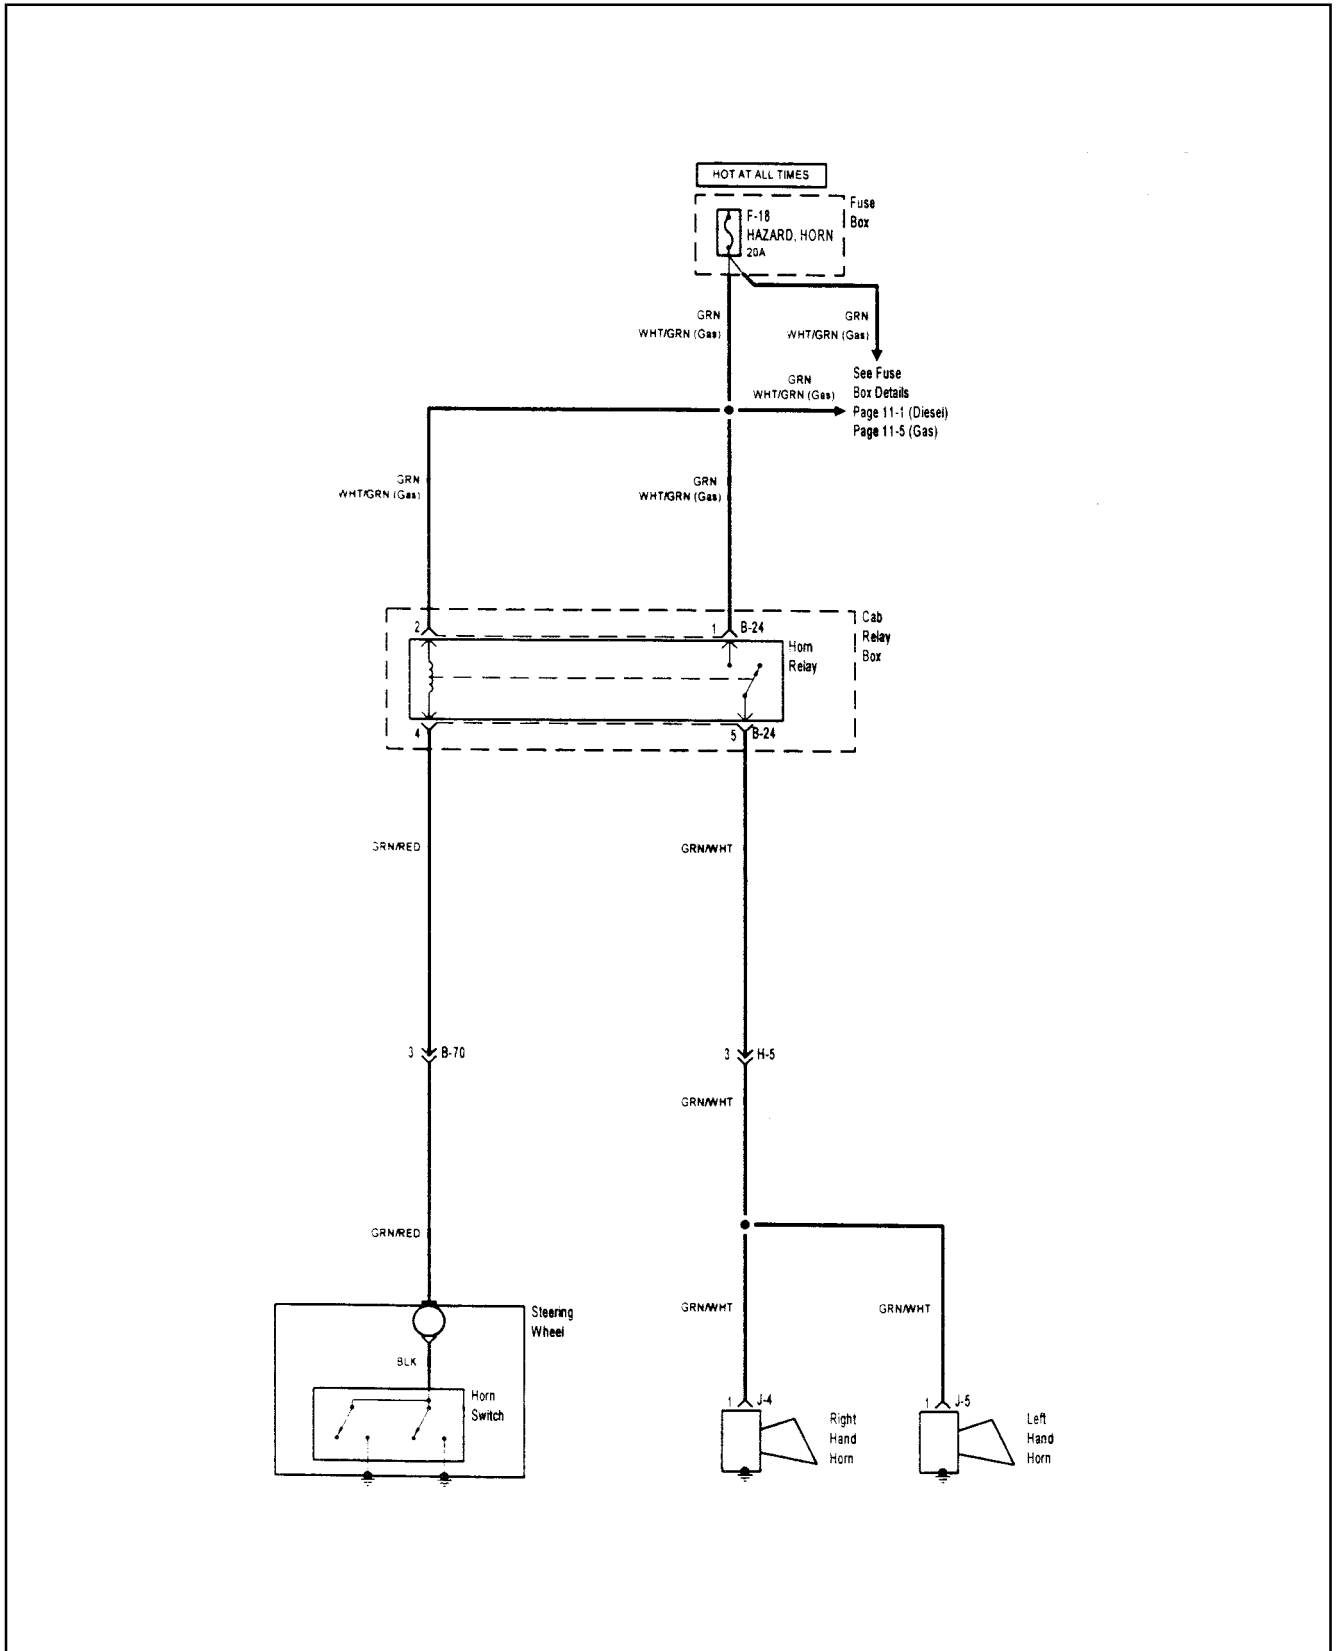 HOT AT ALL TIMES
Fuse
Box
F-18
HAZARD, HORN
20A
GRN
WHT/GRN (Gas)
GRN
WHT/GRN (Gas)
See Fuse
Box Details
Page 11-1 (Diesel)
Page 11-5 (Gas)
GRN
WHT/GRN (Gas)
GRN
WHT/GRN (Gas)
GRN
WHT/GRN (Gas)
2
1
B-24
Cab
Relay
Box
Horn
Relay
4
5
B-24
GRN/RED
GRN/WHT
3
B-70
3
H-5
GRN/WHT
GRN/RED
GRN/WHT
GRN/WHT
Steering
Wheel
BLK
Horn
Switch
1
J-4
1
J-5
Right
Hand
Horn
Left
Hand
Horn